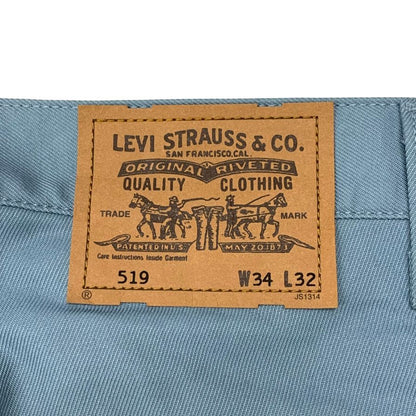 LEVI STRAUSS & CO.
SAN FRANCISCO, CAL.
ORIGINAL RIVETED
QUALITY CLOTHING
TRADE MARK
PATENTED IN U.S. MAY 20 1873
Care Instructions Inside Garment
519 W34 L32
® JS1314